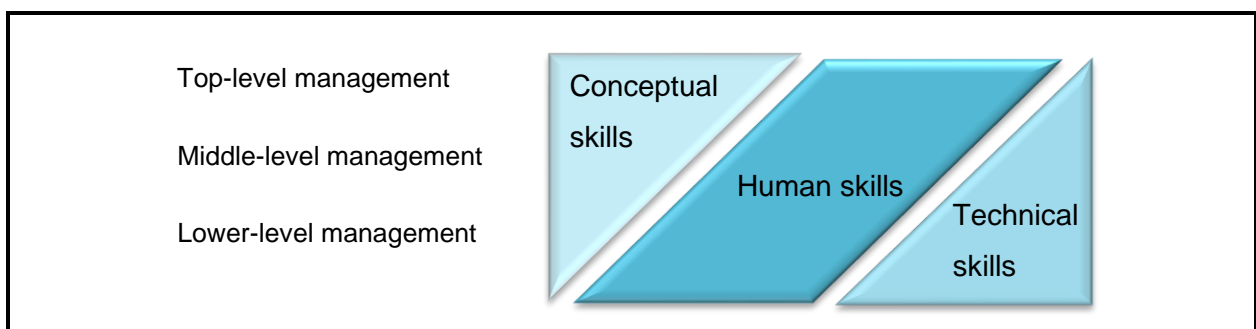 Top-level management
Middle-level management
Lower-level management
Conceptual
skills
Human skills
Technical
skills